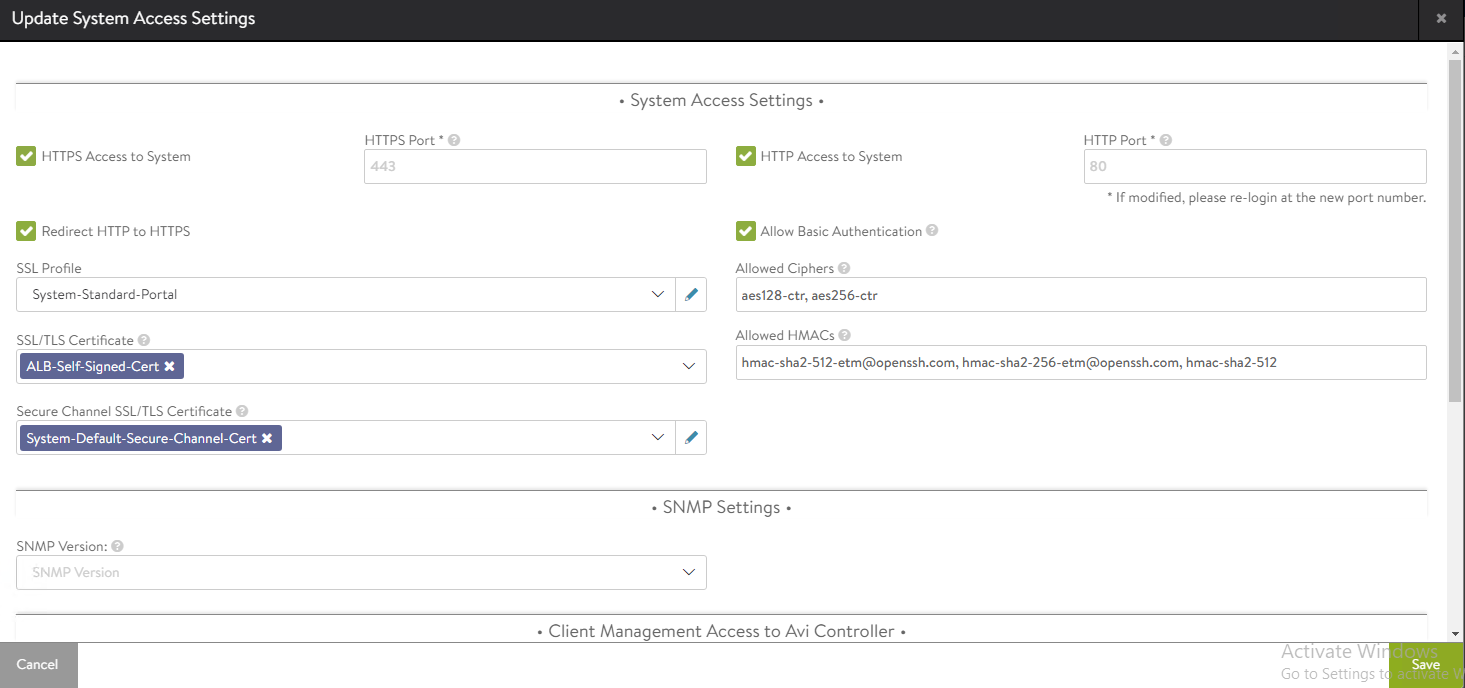 Update System Access Settings
• System Access Settings •
HTTPS Access to System
HTTPS Port *
443
HTTP Access to System
HTTP Port *
80
* If modified, please re-login at the new port number.
Redirect HTTP to HTTPS
Allow Basic Authentication
SSL Profile
System-Standard-Portal
Allowed Ciphers
aes128-ctr, aes256-ctr
SSL/TLS Certificate
ALB-Self-Signed-Cert
Allowed HMACs
hmac-sha2-512-etm@openssh.com, hmac-sha2-256-etm@openssh.com, hmac-sha2-512
Secure Channel SSL/TLS Certificate
System-Default-Secure-Channel-Cert
• SNMP Settings •
SNMP Version:
SNMP Version
• Client Management Access to Avi Controller •
Cancel
Activate Windows
Go to Settings to activate W
Save